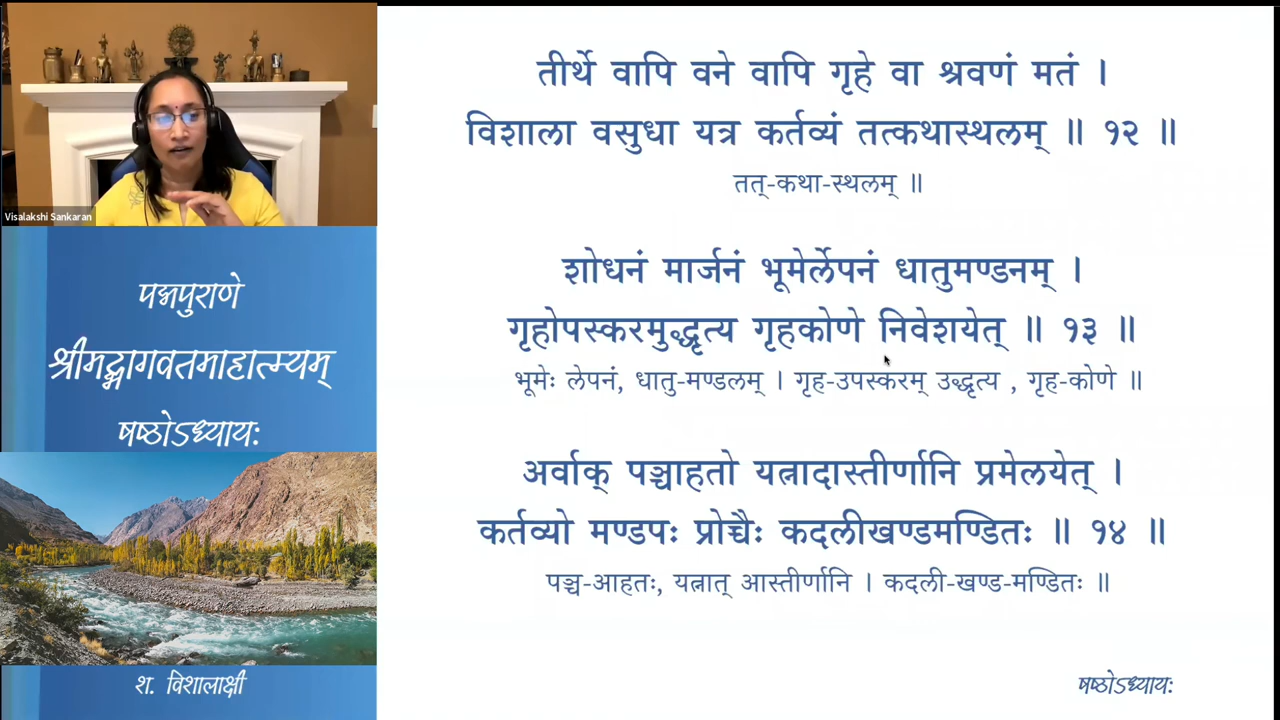 Visalakshi Sankaran
पद्मपुराणे
श्रीमद्भागवतमाहात्म्यम्
षष्ठोऽध्यायः
श. विशालाक्षी
तीर्थे वापि वने वापि गृहे वा श्रवणं मतं ।
विशाला वसुधा यत्र कर्तव्यं तत्कथास्थलम् ॥ १२ ॥
तत्-कथा-स्थलम् ॥
शोधनं मार्जनं भूमेर्लेपनं धातुमण्डनम् ।
गृहोपस्करमुद्धृत्य गृहकोणे निवेशयेत् ॥ १३ ॥
भूमेः लेपनं, धातु-मण्डलम् । गृह-उपस्करम् उद्धृत्य , गृह-कोणे ॥
अर्वाक् पञ्चाहतो यत्नादास्तीर्णानि प्रमेलयेत् ।
कर्तव्यो मण्डपः प्रोच्चैः कदलीखण्डमण्डितः ॥ १४ ॥
पञ्च-आहतः, यत्नात् आस्तीर्णानि । कदली-खण्ड-मण्डितः ॥
षष्ठोऽध्यायः